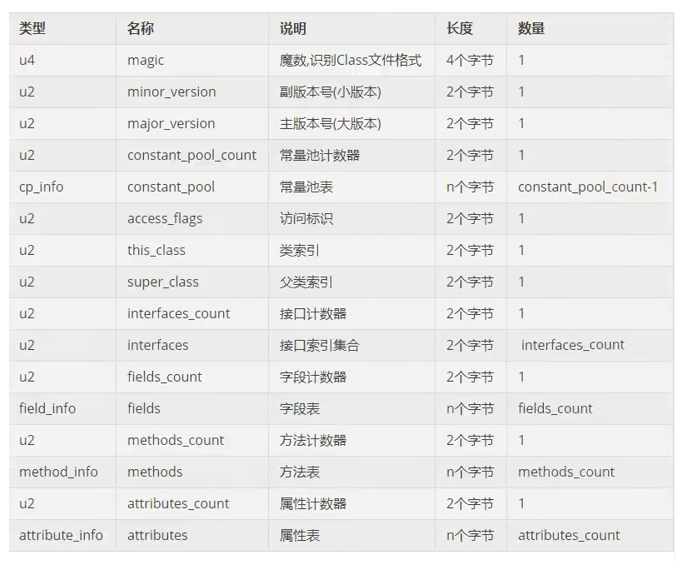 类型 名称 说明 长度 数量
u4 magic 魔数,识别Class文件格式 4个字节 1
u2 minor_version 副版本号(小版本) 2个字节 1
u2 major_version 主版本号(大版本) 2个字节 1
u2 constant_pool_count 常量池计数器 2个字节 1
cp_info constant_pool 常量池表 n个字节 constant_pool_count-1
u2 access_flags 访问标识 2个字节 1
u2 this_class 类索引 2个字节 1
u2 super_class 父类索引 2个字节 1
u2 interfaces_count 接口计数器 2个字节 1
u2 interfaces 接口索引集合 2个字节 interfaces_count
u2 fields_count 字段计数器 2个字节 1
field_info fields 字段表 n个字节 fields_count
u2 methods_count 方法计数器 2个字节 1
method_info methods 方法表 n个字节 methods_count
u2 attributes_count 属性计数器 2个字节 1
attribute_info attributes 属性表 n个字节 attributes_count